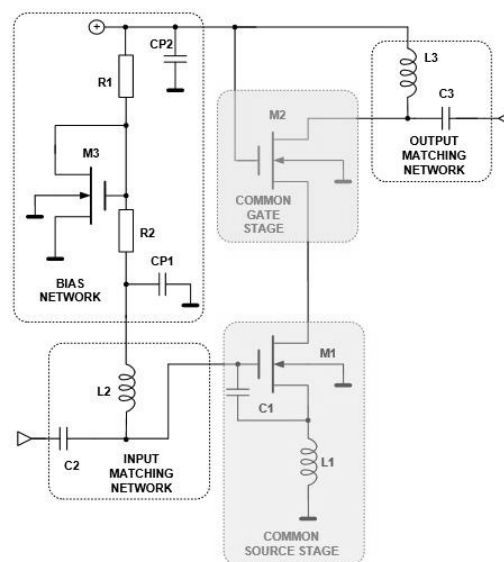 +
CP2
R1
L3
C3
M2
M3
OUTPUT
MATCHING
NETWORK
COMMON
GATE
STAGE
R2
CP1
BIAS
NETWORK
M1
L2
C1
C2
INPUT
MATCHING
NETWORK
L1
COMMON
SOURCE STAGE